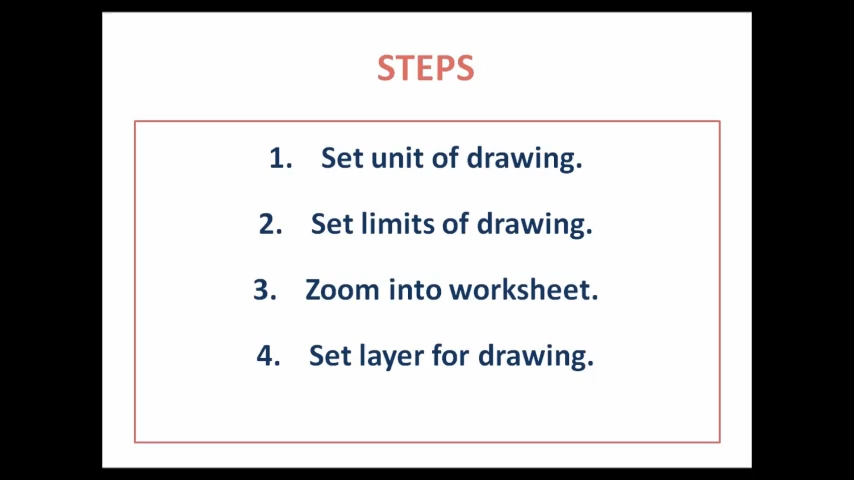 STEPS
1. Set unit of drawing.
2. Set limits of drawing.
3. Zoom into worksheet.
4. Set layer for drawing.